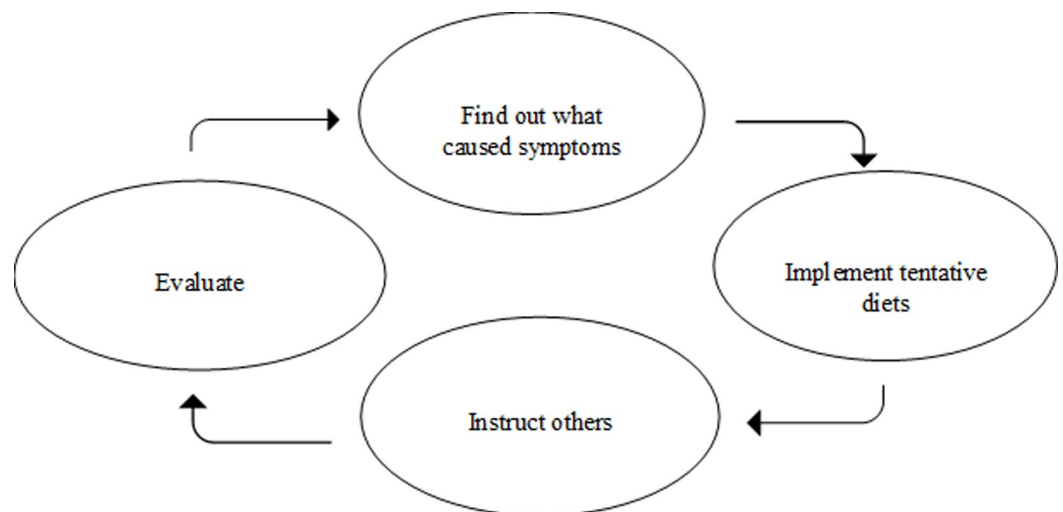 Find out what
caused symptoms
Implement tentative
diets
Instruct others
Evaluate